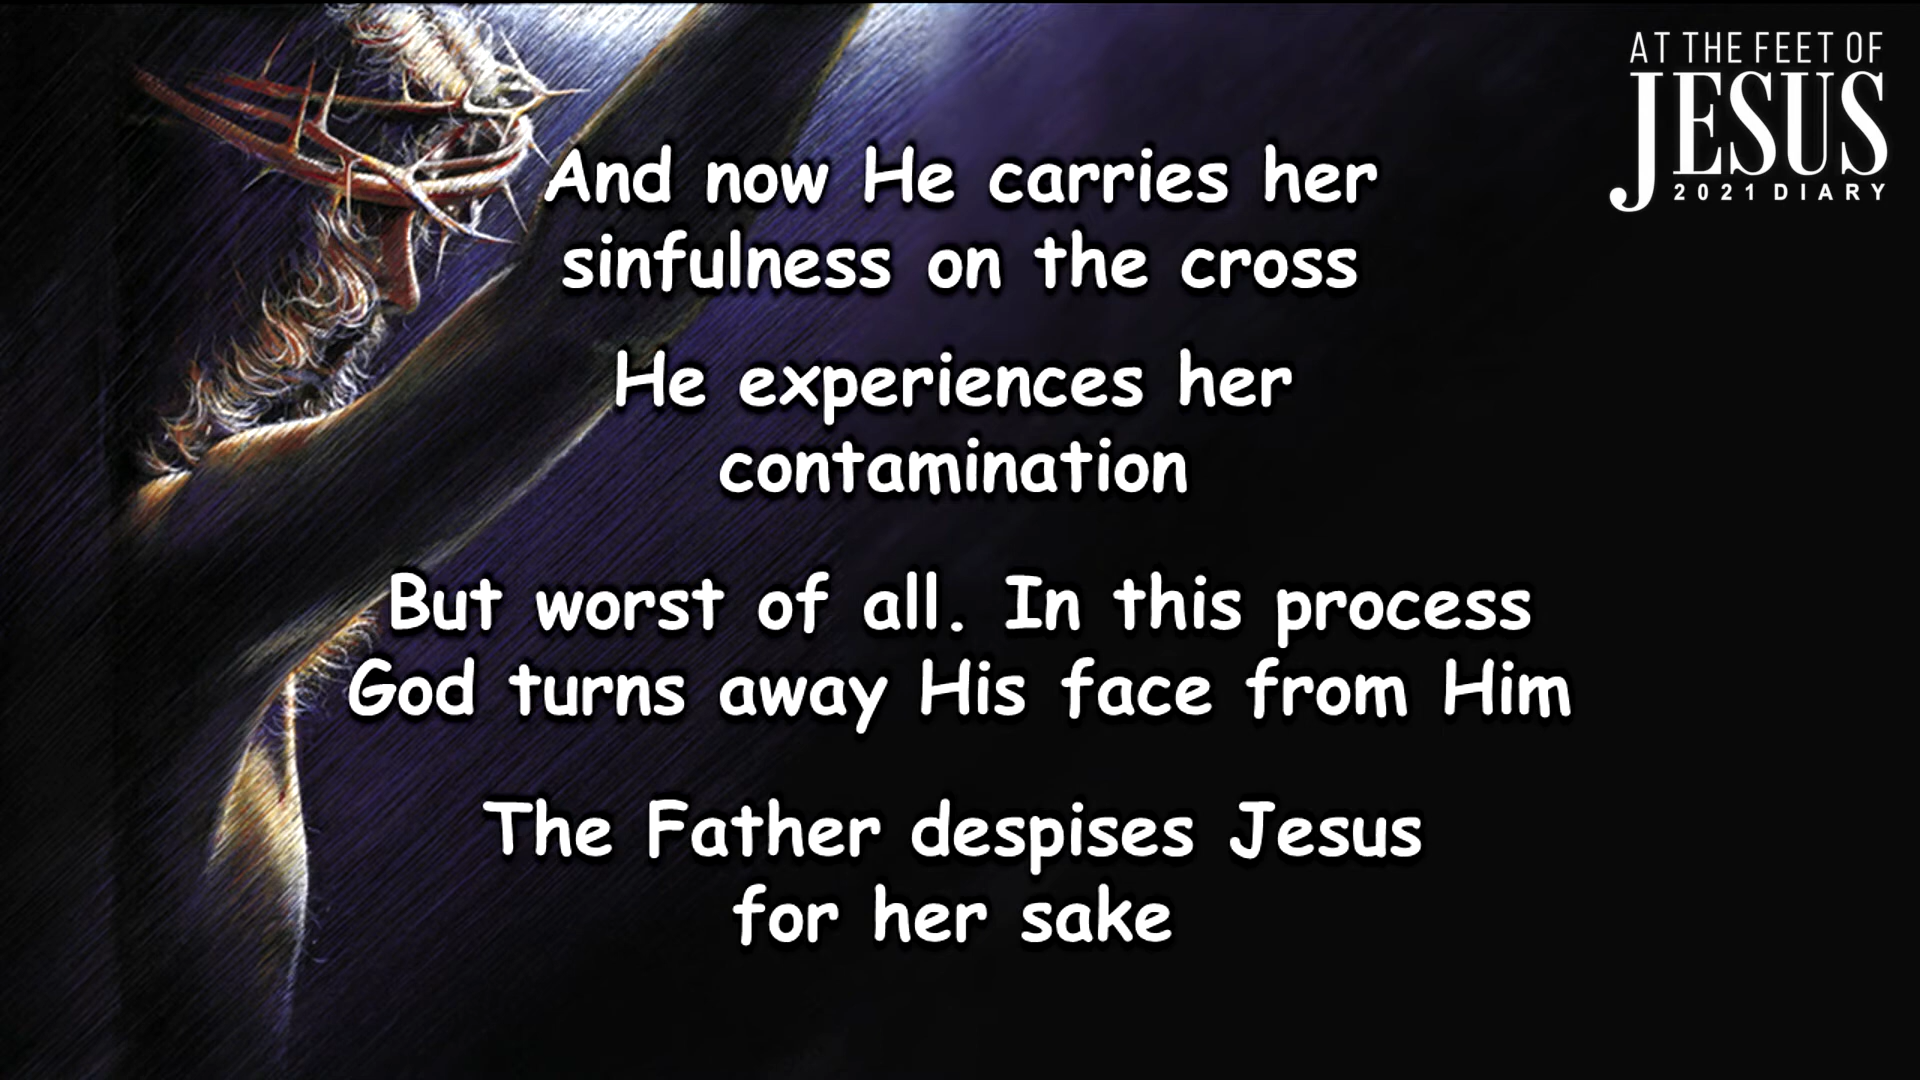 AT THE FEET OF
JESUS
2021 DIARY
And now He carries her
sinfulness on the cross
He experiences her
contamination
But worst of all. In this process
God turns away His face from Him
The Father despises Jesus
for her sake